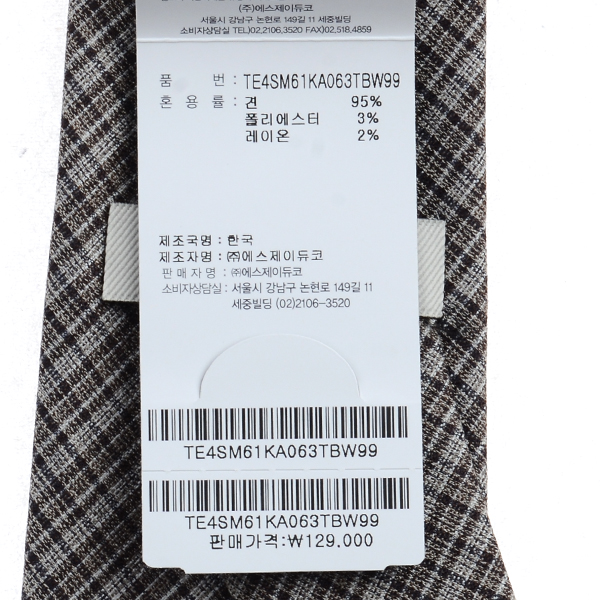 (주)에스제이듀코
서울시 강남구 논현로 149길 11 세중빌딩
소비자상담실 TEL)02,2106,3520 FAX)02,518,4859
품 번 : TE4SM61KA063TBW99
혼 용 률 : 견 95%
폴리에스터 3%
레이온 2%
제조국명 : 한국
제조자명 : ㈜에스제이듀코
판매자명 : ㈜에스제이듀코
소비자상담실 : 서울시 강남구 논현로 149길 11
세중빌딩 (02)2106-3520
TE4SM61KA063TBW99
TE4SM61KA063TBW99
판매가격:₩129,000